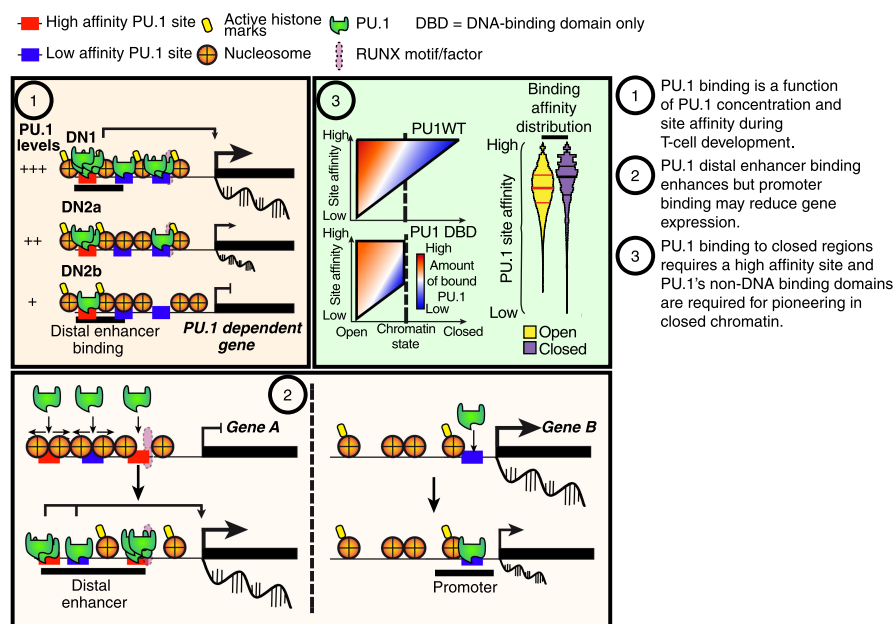 High affinity PU.1 site
Active histone
marks
PU.1
DBD = DNA-binding domain only
Low affinity PU.1 site
Nucleosome
RUNX motif/factor
1
PU.1
levels
DN1
+++
DN2a
++
DN2b
+
Distal enhancer
binding
PU.1 dependent
gene
3
PU1WT
High
Site affinity
Low
PU1 DBD
High
Site affinity
Low
High
Amount
of bound
PU.1
Low
Open
Chromatin
state
Closed
Binding
affinity
distribution
High
PU.1 site affinity
Low
Open
Closed
1
PU.1 binding is a function
of PU.1 concentration and
site affinity during
T-cell development.
2
PU.1 distal enhancer binding
enhances but promoter
binding may reduce gene
expression.
3
PU.1 binding to closed regions
requires a high affinity site and
PU.1's non-DNA binding domains
are required for pioneering in
closed chromatin.
2
Gene A
Gene B
Distal
enhancer
Promoter